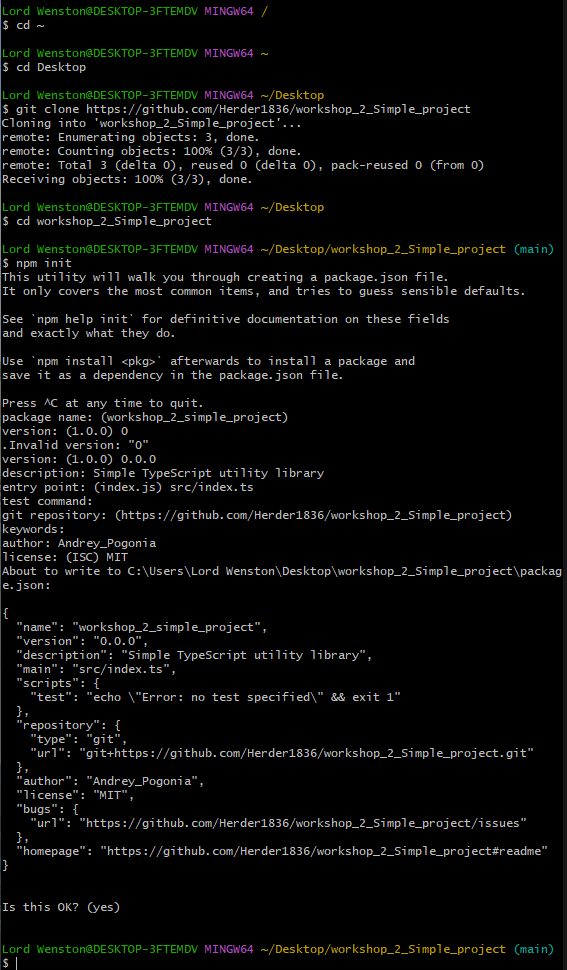 Lord Wenston@DESKTOP-3FTEMDV MINGW64 /
$ cd ~
Lord Wenston@DESKTOP-3FTEMDV MINGW64 ~
$ cd Desktop
Lord Wenston@DESKTOP-3FTEMDV MINGW64 ~/Desktop
$ git clone https://github.com/Herder1836/workshop_2_Simple_project
Cloning into 'workshop_2_Simple_project'...
remote: Enumerating objects: 3, done.
remote: Counting objects: 100% (3/3), done.
remote: Total 3 (delta 0), reused 0 (delta 0), pack-reused 0 (from 0)
Receiving objects: 100% (3/3), done.
Lord Wenston@DESKTOP-3FTEMDV MINGW64 ~/Desktop
$ cd workshop_2_Simple_project
Lord Wenston@DESKTOP-3FTEMDV MINGW64 ~/Desktop/workshop_2_Simple_project (main)
$ npm init
This utility will walk you through creating a package.json file.
It only covers the most common items, and tries to guess sensible defaults.
See `npm help init` for definitive documentation on these fields
and exactly what they do.
Use `npm install <pkg>` afterwards to install a package and
save it as a dependency in the package.json file.
Press ^C at any time to quit.
package name: (workshop_2_simple_project)
version: (1.0.0) 0
.Invalid version: "0"
version: (1.0.0) 0.0.0
description: Simple TypeScript utility library
entry point: (index.js) src/index.ts
test command:
git repository: (https://github.com/Herder1836/workshop_2_Simple_project)
keywords:
author: Andrey_Pogonia
license: (ISC) MIT
About to write to C:\Users\Lord Wenston\Desktop\workshop_2_Simple_project\packag
e.json:
{
  "name": "workshop_2_simple_project",
  "version": "0.0.0",
  "description": "Simple TypeScript utility library",
  "main": "src/index.ts",
  "scripts": {
    "test": "echo \"Error: no test specified\" && exit 1"
  },
  "repository": {
    "type": "git",
    "url": "git+https://github.com/Herder1836/workshop_2_Simple_project.git"
  },
  "author": "Andrey_Pogonia",
  "license": "MIT",
  "bugs": {
    "url": "https://github.com/Herder1836/workshop_2_Simple_project/issues"
  },
  "homepage": "https://github.com/Herder1836/workshop_2_Simple_project#readme"
}
Is this OK? (yes)
Lord Wenston@DESKTOP-3FTEMDV MINGW64 ~/Desktop/workshop_2_Simple_project (main)
$